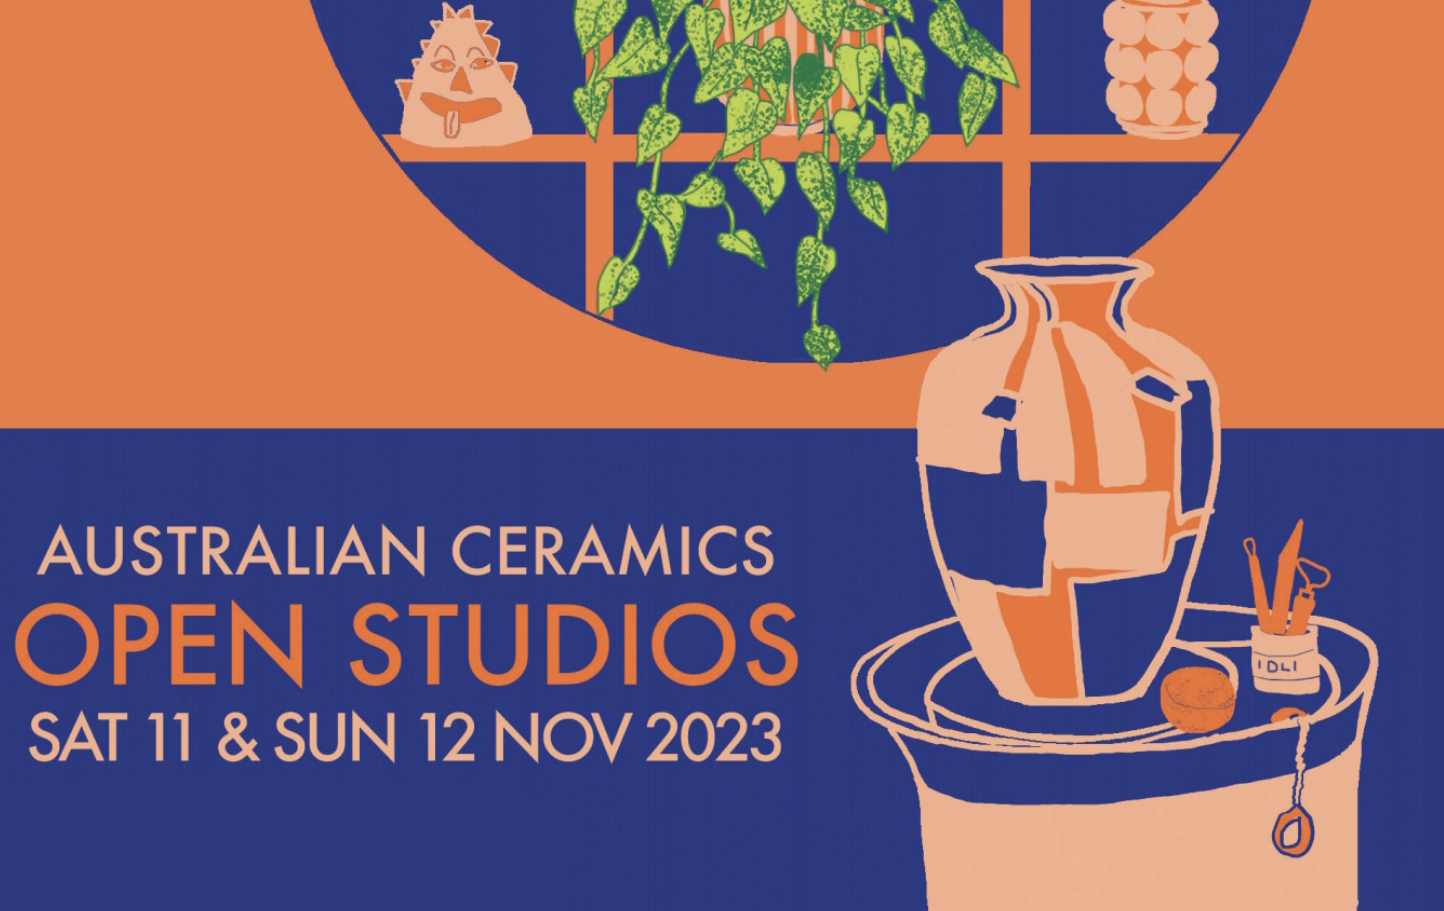 AUSTRALIAN CERAMICS
OPEN STUDIOS
SAT 11 & SUN 12 NOV 2023
IDLI